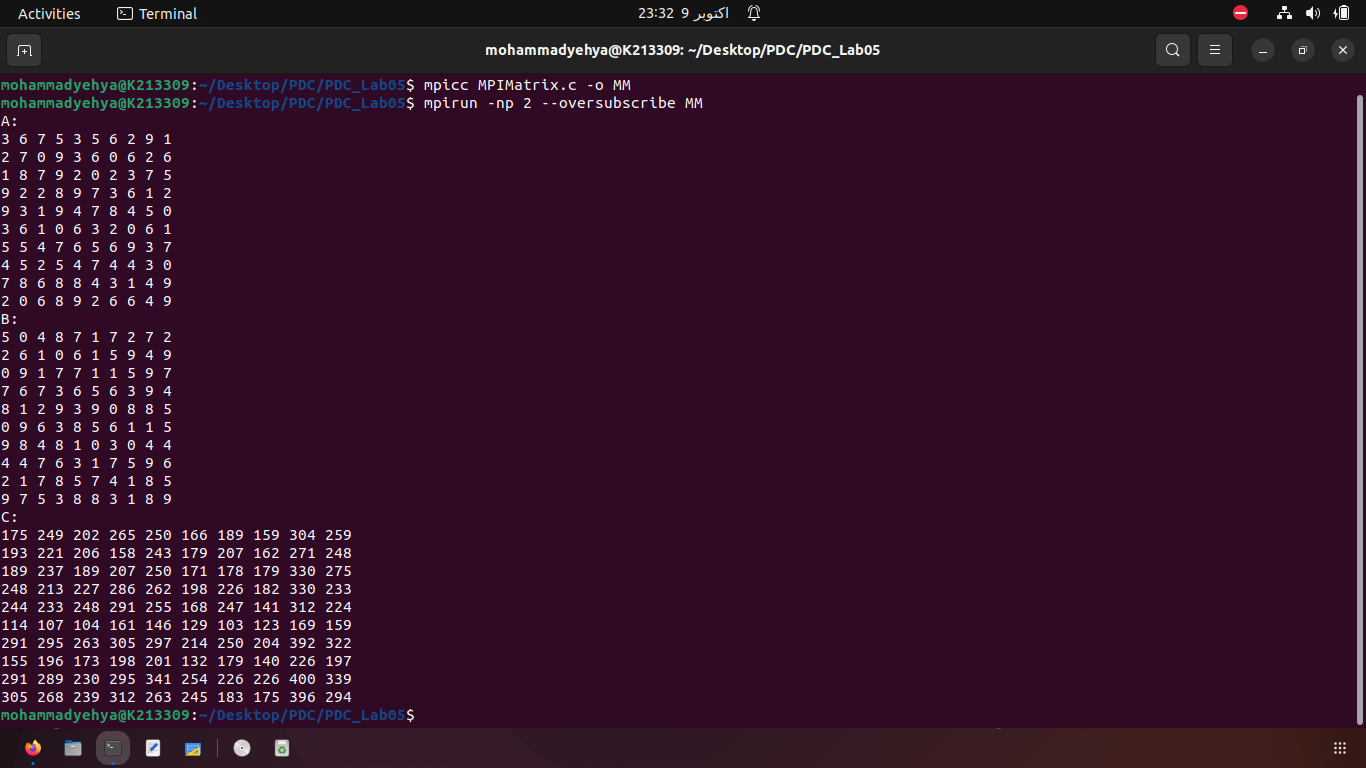 Activities Terminal 23:32 9 اکتوبر
mohammadyehya@K213309: ~/Desktop/PDC/PDC_Lab05
mohammadyehya@K213309:~/Desktop/PDC/PDC_Lab05$ mpicc MPIMatrix.c -o MM
mohammadyehya@K213309:~/Desktop/PDC/PDC_Lab05$ mpirun -np 2 --oversubscribe MM
A:
3 6 7 5 3 5 6 2 9 1
2 7 0 9 3 6 0 6 2 6
1 8 7 9 2 0 2 3 7 5
9 2 2 8 9 7 3 6 1 2
9 3 1 9 4 7 8 4 5 0
3 6 1 0 6 3 2 0 6 1
5 5 4 7 6 5 6 9 3 7
4 5 2 5 4 7 4 4 3 0
7 8 6 8 8 4 3 1 4 9
2 0 6 8 9 2 6 6 4 9
B:
5 0 4 8 7 1 7 2 7 2
2 6 1 0 6 1 5 9 4 9
0 9 1 7 7 1 1 5 9 7
7 6 7 3 6 5 6 3 9 4
8 1 2 9 3 9 0 8 8 5
0 9 6 3 8 5 6 1 1 5
9 8 4 8 1 0 3 0 4 4
4 4 7 6 3 1 7 5 9 6
2 1 7 8 5 7 4 1 8 5
9 7 5 3 8 8 3 1 8 9
C:
175 249 202 265 250 166 189 159 304 259
193 221 206 158 243 179 207 162 271 248
189 237 189 207 250 171 178 179 330 275
248 213 227 286 262 198 226 182 330 233
244 233 248 291 255 168 247 141 312 224
114 107 104 161 146 129 103 123 169 159
291 295 263 305 297 214 250 204 392 322
155 196 173 198 201 132 179 140 226 197
291 289 230 295 341 254 226 226 400 339
305 268 239 312 263 245 183 175 396 294
mohammadyehya@K213309:~/Desktop/PDC/PDC_Lab05$